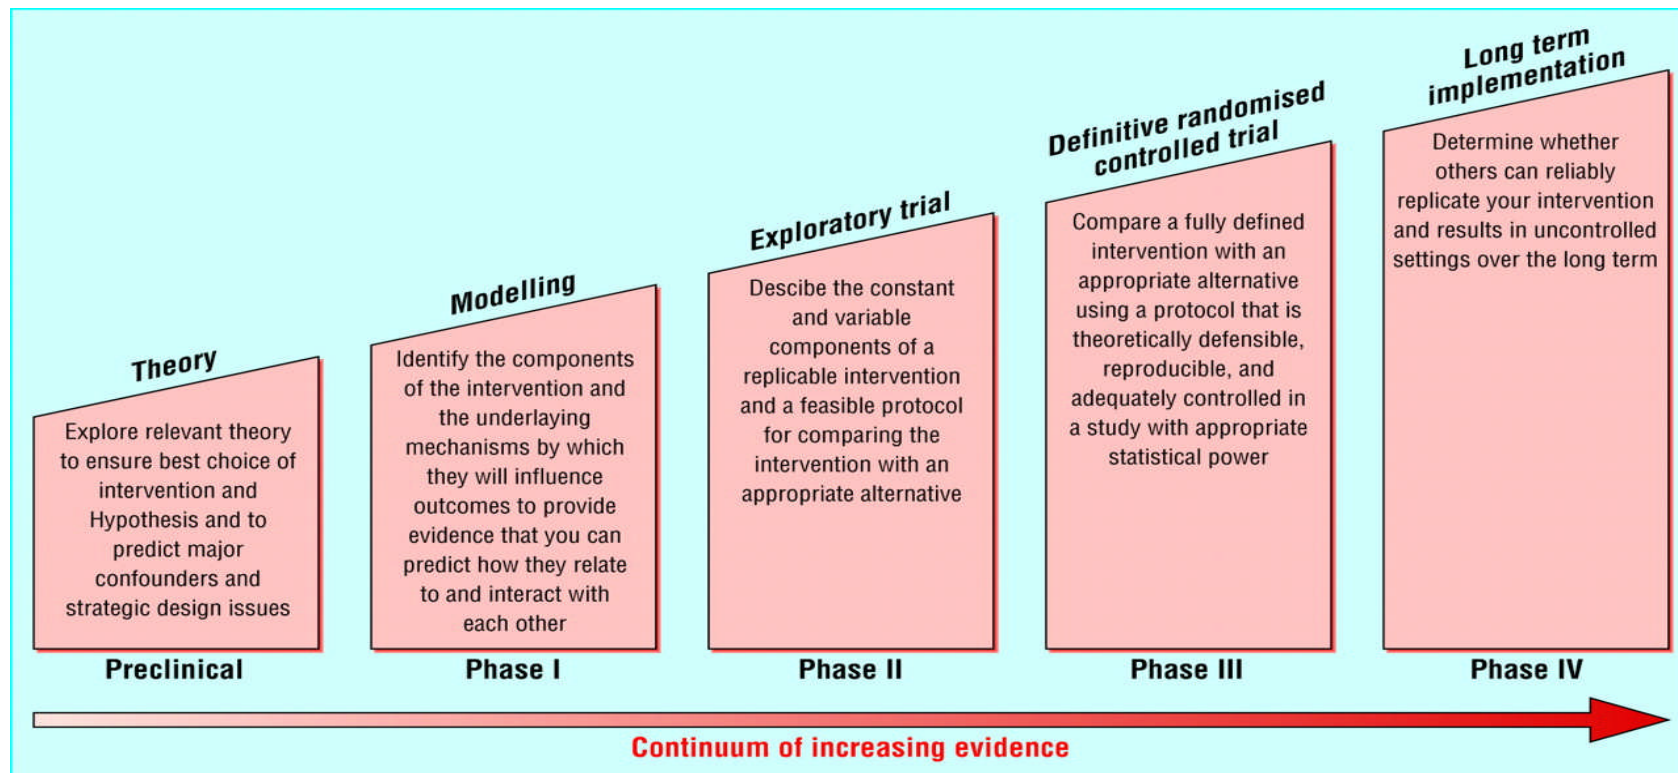 Theory
Explore relevant theory
to ensure best choice of
intervention and
Hypothesis and to
predict major
confounders and
strategic design issues
Preclinical
Modelling
Identify the components
of the intervention and
the underlaying
mechanisms by which
they will influence
outcomes to provide
evidence that you can
predict how they relate
to and interact with
each other
Phase I
Exploratory trial
Descibe the constant
and variable
components of a
replicable intervention
and a feasible protocol
for comparing the
intervention with an
appropriate alternative
Phase II
Definitive randomised
controlled trial
Compare a fully defined
intervention with an
appropriate alternative
using a protocol that is
theoretically defensible,
reproducible, and
adequately controlled in
a study with appropriate
statistical power
Phase III
Long term
implementation
Determine whether
others can reliably
replicate your intervention
and results in uncontrolled
settings over the long term
Phase IV
Continuum of increasing evidence